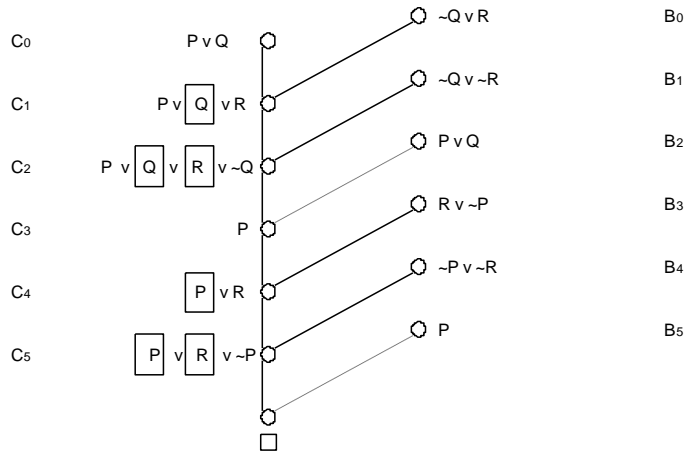 ~Q v R B0
C0 P v Q
~Q v ~R B1
C1 P v Q v R
P v Q B2
C2 P v Q v R v ~Q
R v ~P B3
C3 P
~P v ~R B4
C4 P v R
P B5
C5 P v R v ~P